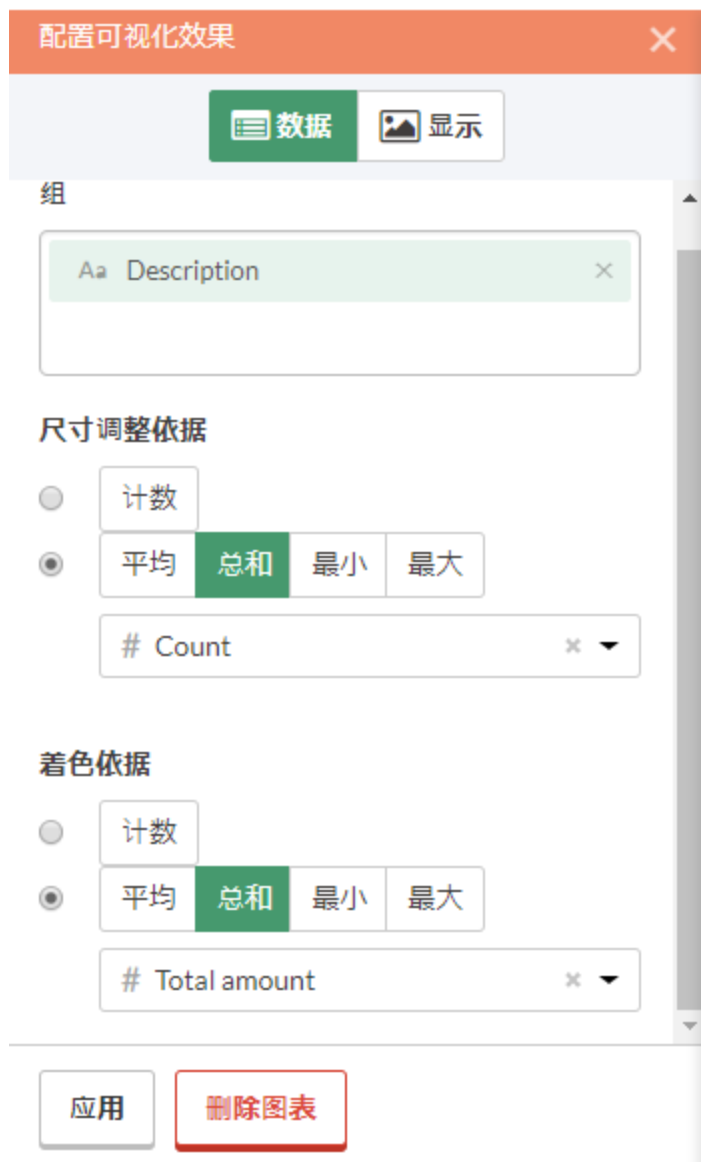 配置可视化效果
数据 显示
组
Aa Description
尺寸调整依据
计数
平均 总和 最小 最大
# Count
着色依据
计数
平均 总和 最小 最大
# Total amount
应用 删除图表